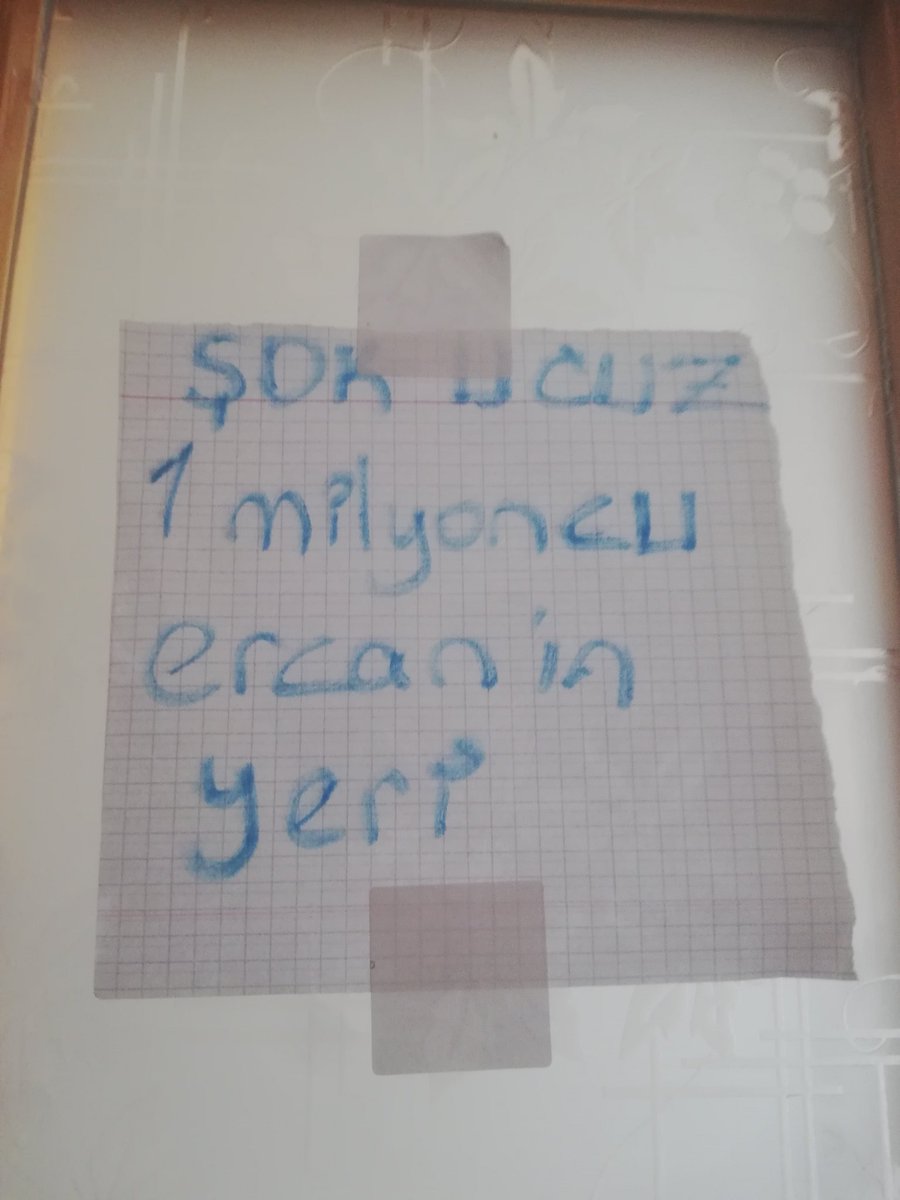 ŞOK UCUZ
1 milyoncu
ercan'ın
yeri